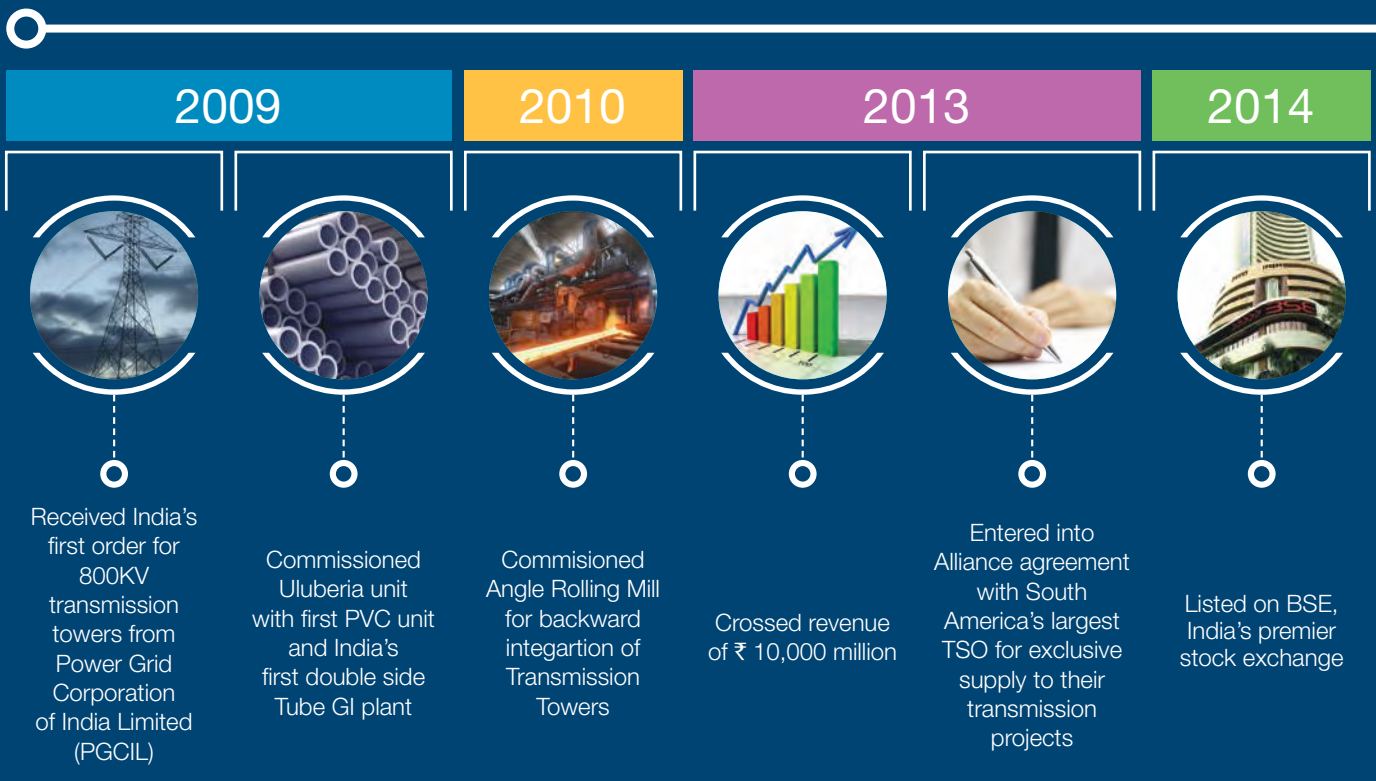 2009
2010
2013
2014
BSE
Received India’s
first order for
800KV
transmission
towers from
Power Grid
Corporation
of India Limited
(PGCIL)
Commissioned
Uluberia unit
with first PVC unit
and India’s
first double side
Tube GI plant
Commisioned
Angle Rolling Mill
for backward
integartion of
Transmission
Towers
Crossed revenue
of ₹ 10,000 million
Entered into
Alliance agreement
with South
America’s largest
TSO for exclusive
supply to their
transmission
projects
Listed on BSE,
India’s premier
stock exchange